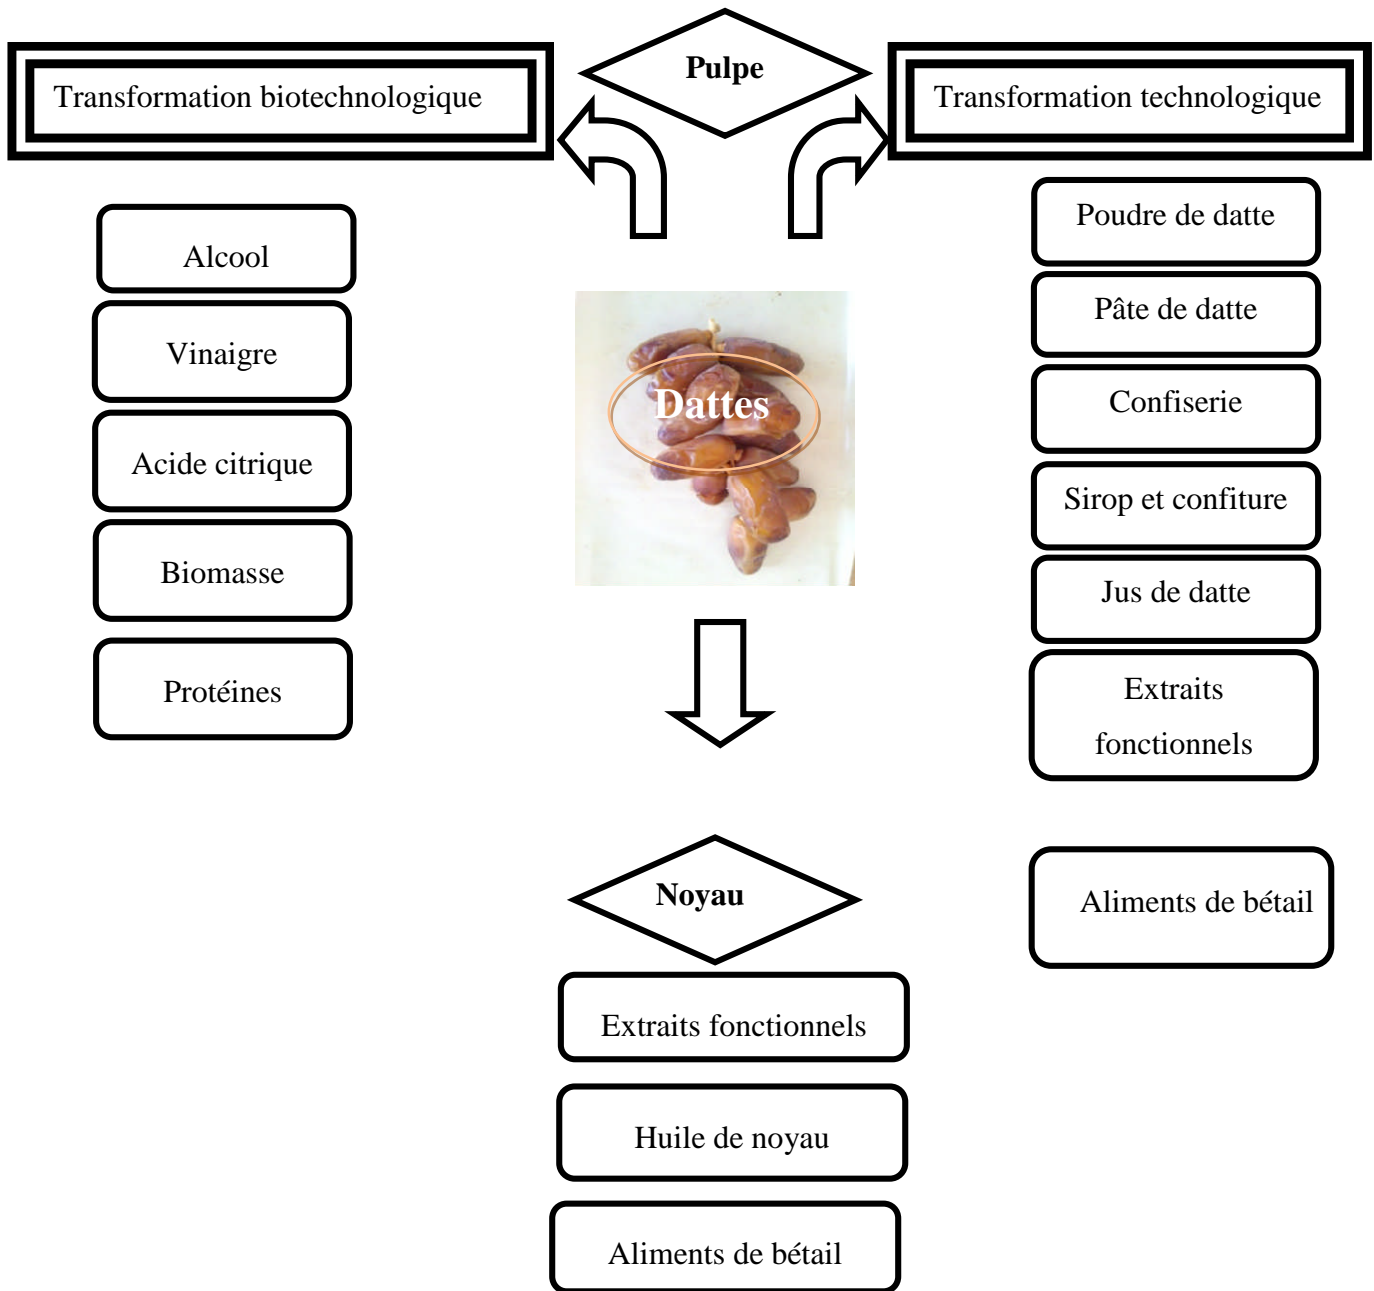 Pulpe
Transformation biotechnologique
Transformation technologique
Alcool
Vinaigre
Acide citrique
Biomasse
Protéines
Dattes
Poudre de datte
Pâte de datte
Confiserie
Sirop et confiture
Jus de datte
Extraits
fonctionnels
Aliments de bétail
Noyau
Extraits fonctionnels
Huile de noyau
Aliments de bétail